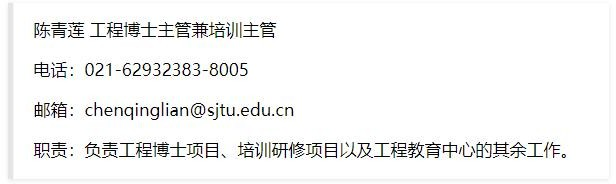 陈青莲 工程博士主管兼培训主管
电话：021-62932383-8005
邮箱：chenqinglian@sjtu.edu.cn
职责：负责工程博士项目、培训研修项目以及工程教育中心的其余工作。